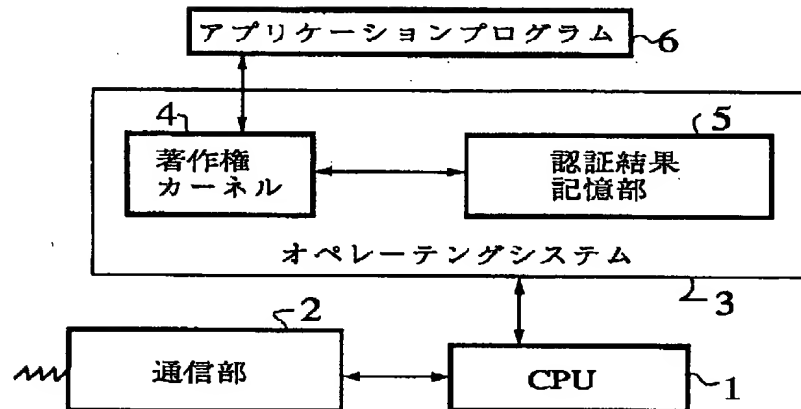 アプリケーションプログラム
6
4
5
著作権
カーネル
認証結果
記憶部
オペレーテングシステム
3
2
通信部
CPU
1